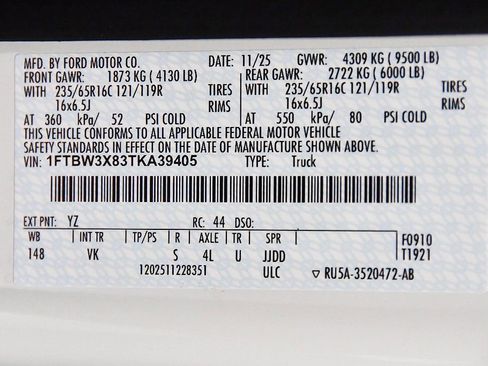 MFD. BY FORD MOTOR CO. DATE: 11/25 GVWR: 4309 KG ( 9500 LB)
FRONT GAWR: 1873 KG ( 4130 LB) REAR GAWR: 2722 KG ( 6000 LB)
WITH 235/65R16C 121/119R TIRES WITH 235/65R16C 121/119R TIRES
16x6.5J RIMS 16x6.5J RIMS
AT 360 kPa/ 52 PSI COLD AT 550 kPa/ 80 PSI COLD
THIS VEHICLE CONFORMS TO ALL APPLICABLE FEDERAL MOTOR VEHICLE
SAFETY STANDARDS IN EFFECT ON THE DATE OF MANUFACTURE SHOWN ABOVE.
VIN: 1FTBW3X83TKA39405 TYPE: Truck
EXT PNT: YZ RC: 44 DSO:
WB INT TR TP/PS R AXLE TR SPR F0910
148 VK S 4L U JJDD T1921
1202511228351 ULC ▽ RU5A-3520472-AB